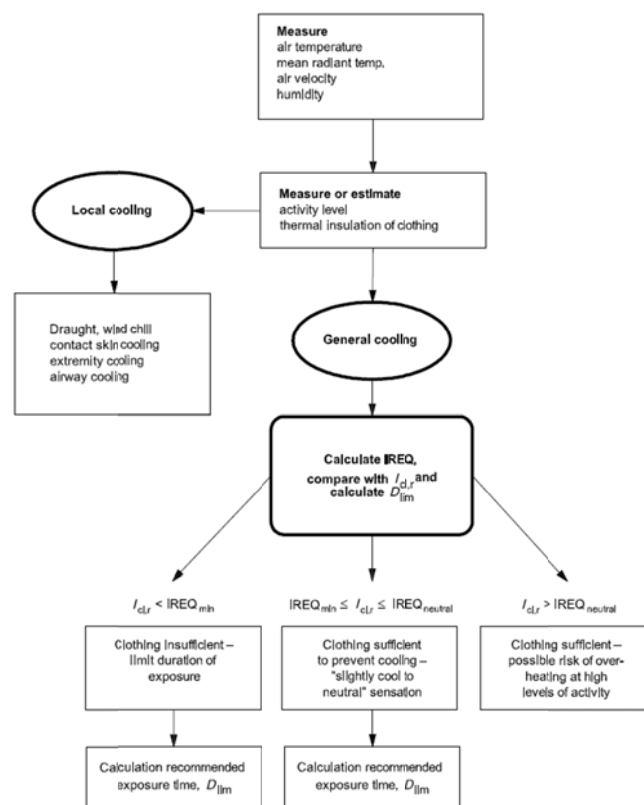 Measure
air temperature
mean radiant temp.
air velocity
humidity
Measure or estimate
activity level
thermal insulation of clothing
Local cooling
Draught, wind chill
contact skin cooling
extremity cooling
airway cooling
General cooling
Calculate IREQ,
compare with Icl,r and
calculate Dlim
Icl,r < IREQmin
IREQmin ≤ Icl,r ≤ IREQneutral
Icl,r > IREQneutral
Clothing insufficient –
limit duration of
exposure
Clothing sufficient
to prevent cooling –
"slightly cool to
neutral" sensation
Clothing sufficient –
possible risk of over-
heating at high
levels of activity
Calculation recommended
exposure time, Dlim
Calculation recommended
exposure time, Dlim